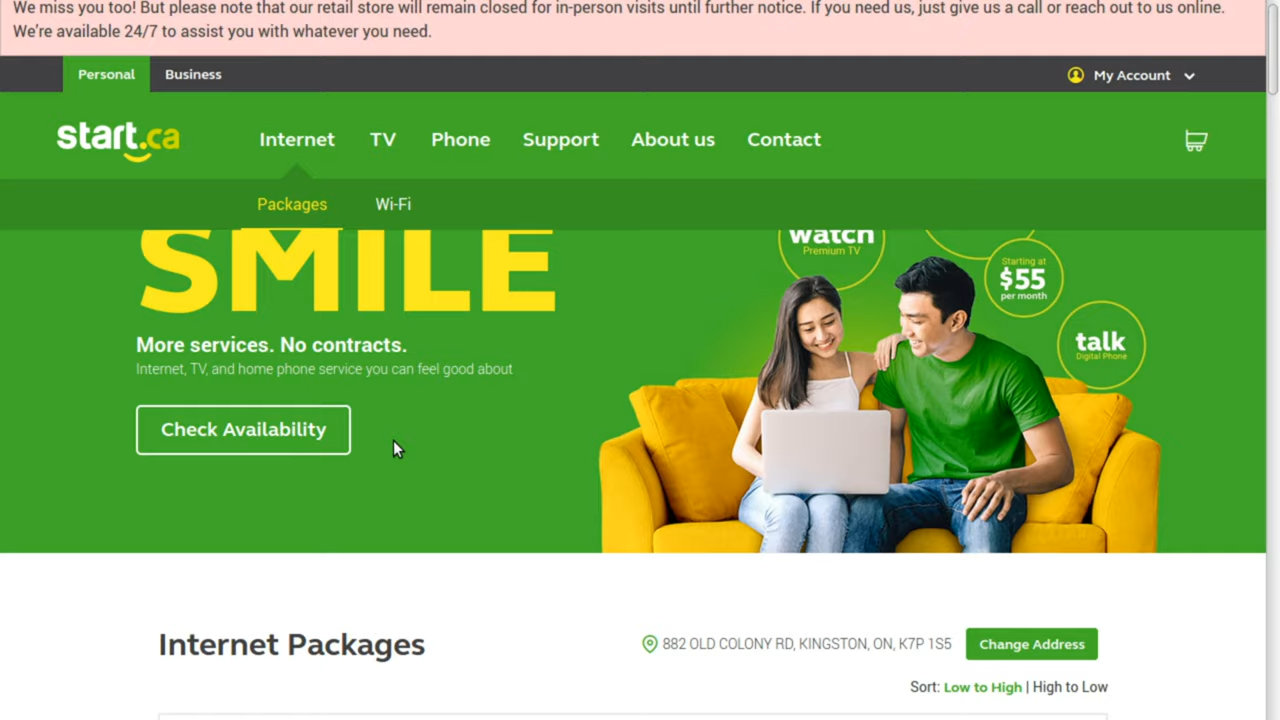 We miss you too! But please note that our retail store will remain closed for in-person visits until further notice. If you need us, just give us a call or reach out to us online.
We're available 24/7 to assist you with whatever you need.
Personal Business My Account
start.ca Internet TV Phone Support About us Contact
Packages Wi-Fi
SMILE
watch
Premium TV
Starting at
$55
per month
talk
Digital Phone
More services. No contracts.
Internet, TV, and home phone service you can feel good about
Check Availability
Internet Packages
882 OLD COLONY RD, KINGSTON, ON, K7P 1S5 Change Address
Sort: Low to High | High to Low